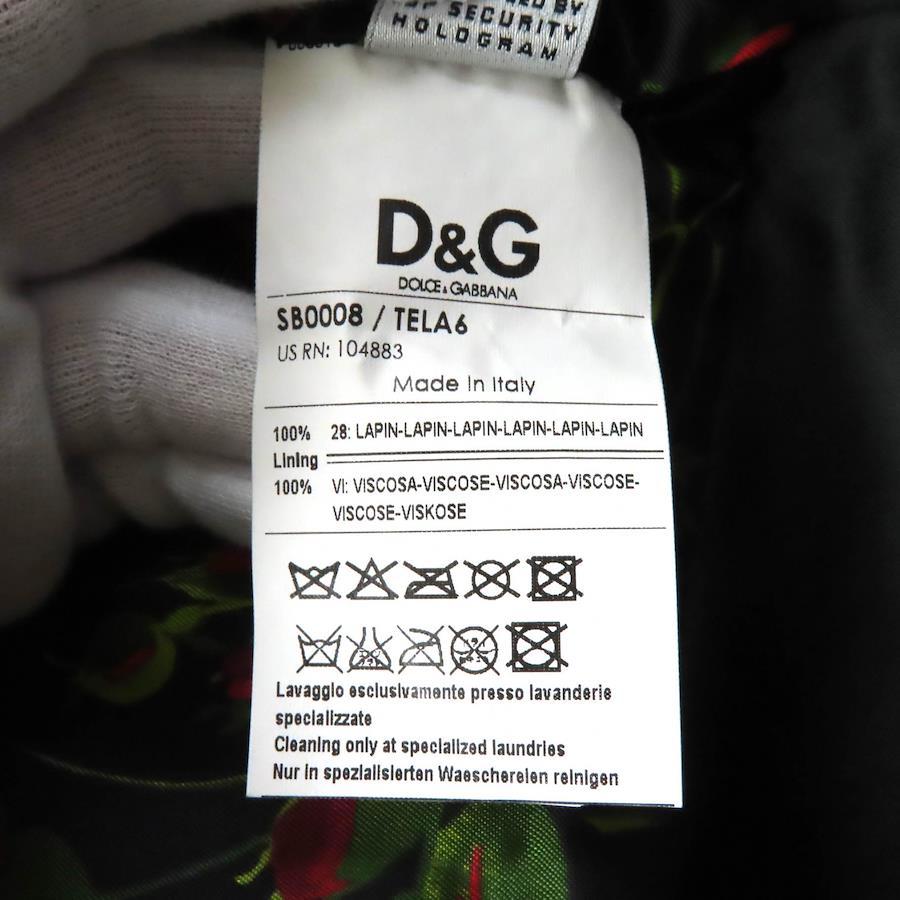 BY
SECURITY
HOLOGRAM
D&G
DOLCE & GABBANA
SB0008 / TELA6
US RN: 104883
Made in Italy
100% 28: LAPIN-LAPIN-LAPIN-LAPIN-LAPIN-LAPIN
Lining
100% VI: VISCOSA-VISCOSE-VISCOSA-VISCOSE-
VISCOSE-VISKOSE
Lavaggio esclusivamente presso lavanderie
specializzate
Cleaning only at specialized laundries
Nur in spezialisierten Waeschereien reinigen